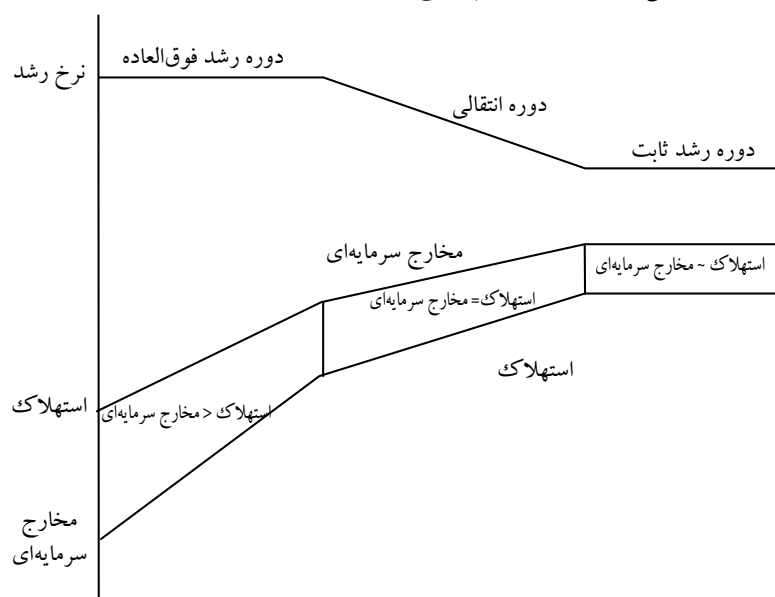 دوره رشد فوق‌العاده
نرخ رشد
دوره انتقالی
دوره رشد ثابت
مخارج سرمایه‌ای
استهلاک ~ مخارج سرمایه‌ای
استهلاک= مخارج سرمایه‌ای
استهلاک
استهلاک
استهلاک < مخارج سرمایه‌ای
مخارج
سرمایه‌ای